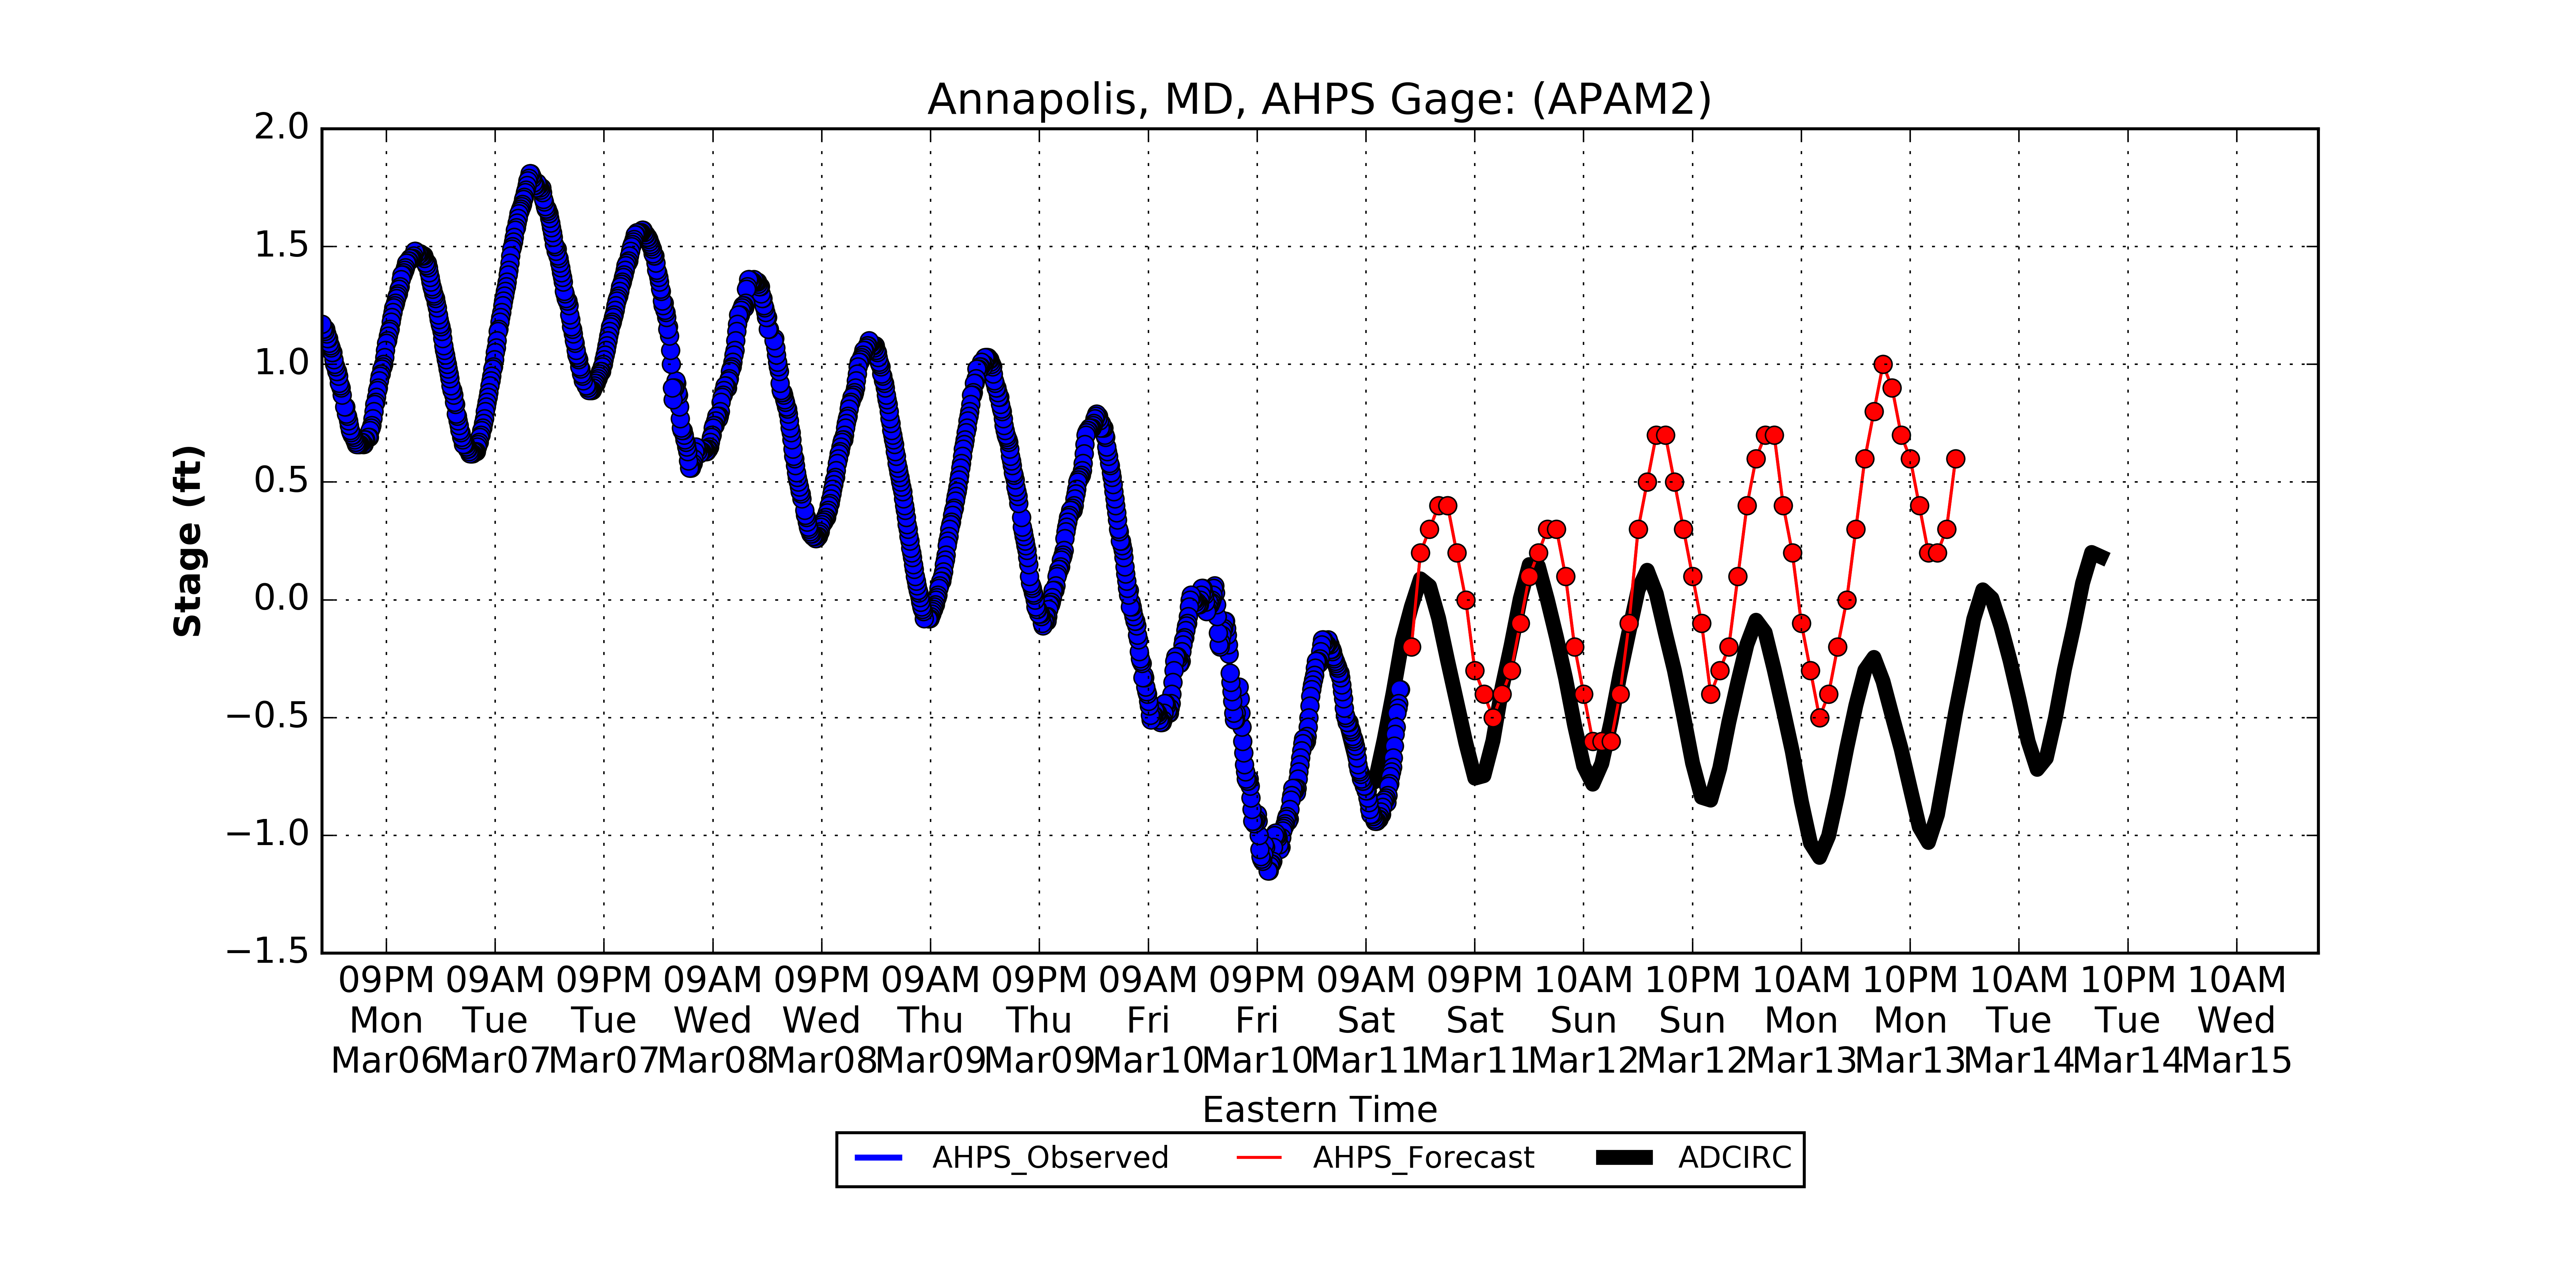 Annapolis, MD, AHPS Gage: (APAM2)
2.0
1.5
1.0
0.5
0.0
−0.5
−1.0
−1.5
Stage (ft)
09PM 09AM 09PM 09AM 09PM 09AM 09PM 09AM 09PM 09AM 09PM 10AM 10PM 10AM 10PM 10AM 10PM 10AM
Mon Tue Tue Wed Wed Thu Thu Fri Fri Sat Sat Sun Sun Mon Mon Tue Tue Wed
Mar06 Mar07 Mar07 Mar08 Mar08 Mar09 Mar09 Mar10 Mar10 Mar11 Mar11 Mar12 Mar12 Mar13 Mar13 Mar14 Mar14 Mar15
Eastern Time
AHPS_Observed AHPS_Forecast ADCIRC